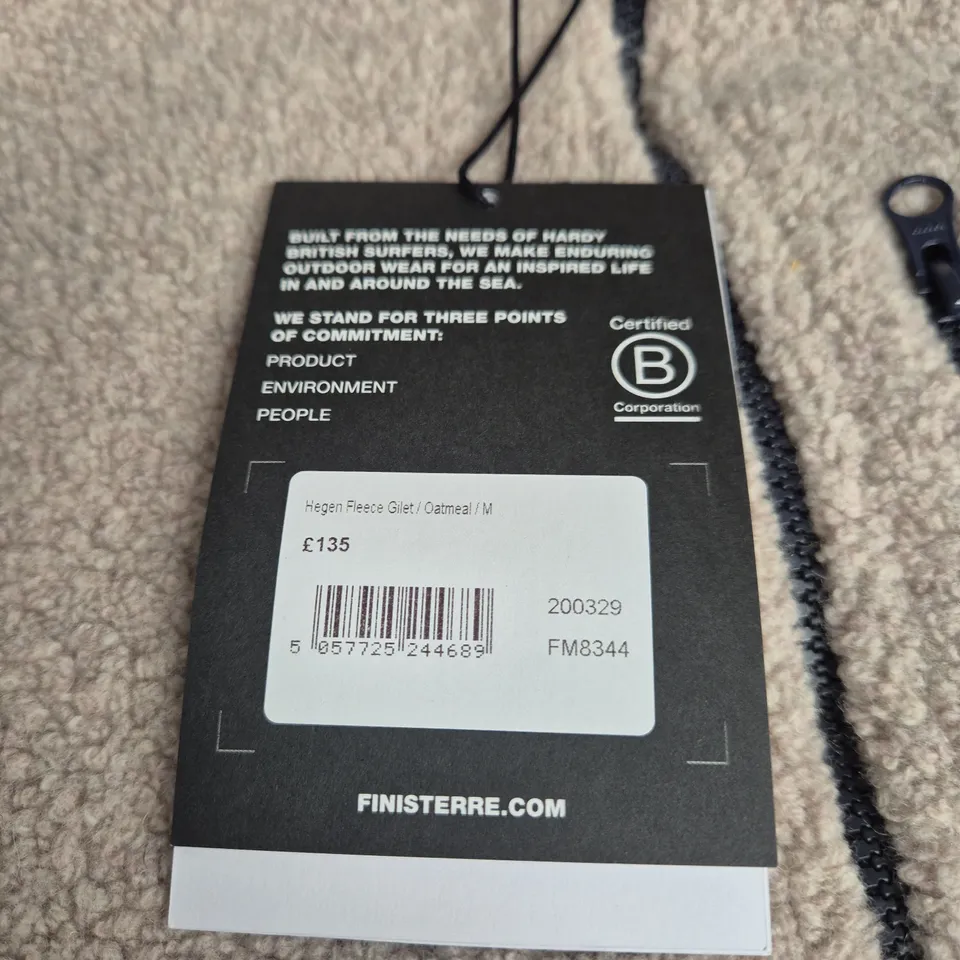 BUILT FROM THE NEEDS OF HARDY
BRITISH SURFERS, WE MAKE ENDURING
OUTDOOR WEAR FOR AN INSPIRED LIFE
IN AND AROUND THE SEA.
WE STAND FOR THREE POINTS
OF COMMITMENT:
PRODUCT
ENVIRONMENT
PEOPLE
Certified
B
Corporation
Hegen Fleece Gilet / Oatmeal / M
£135
5 057725 244689
200329
FM8344
FINISTERRE.COM